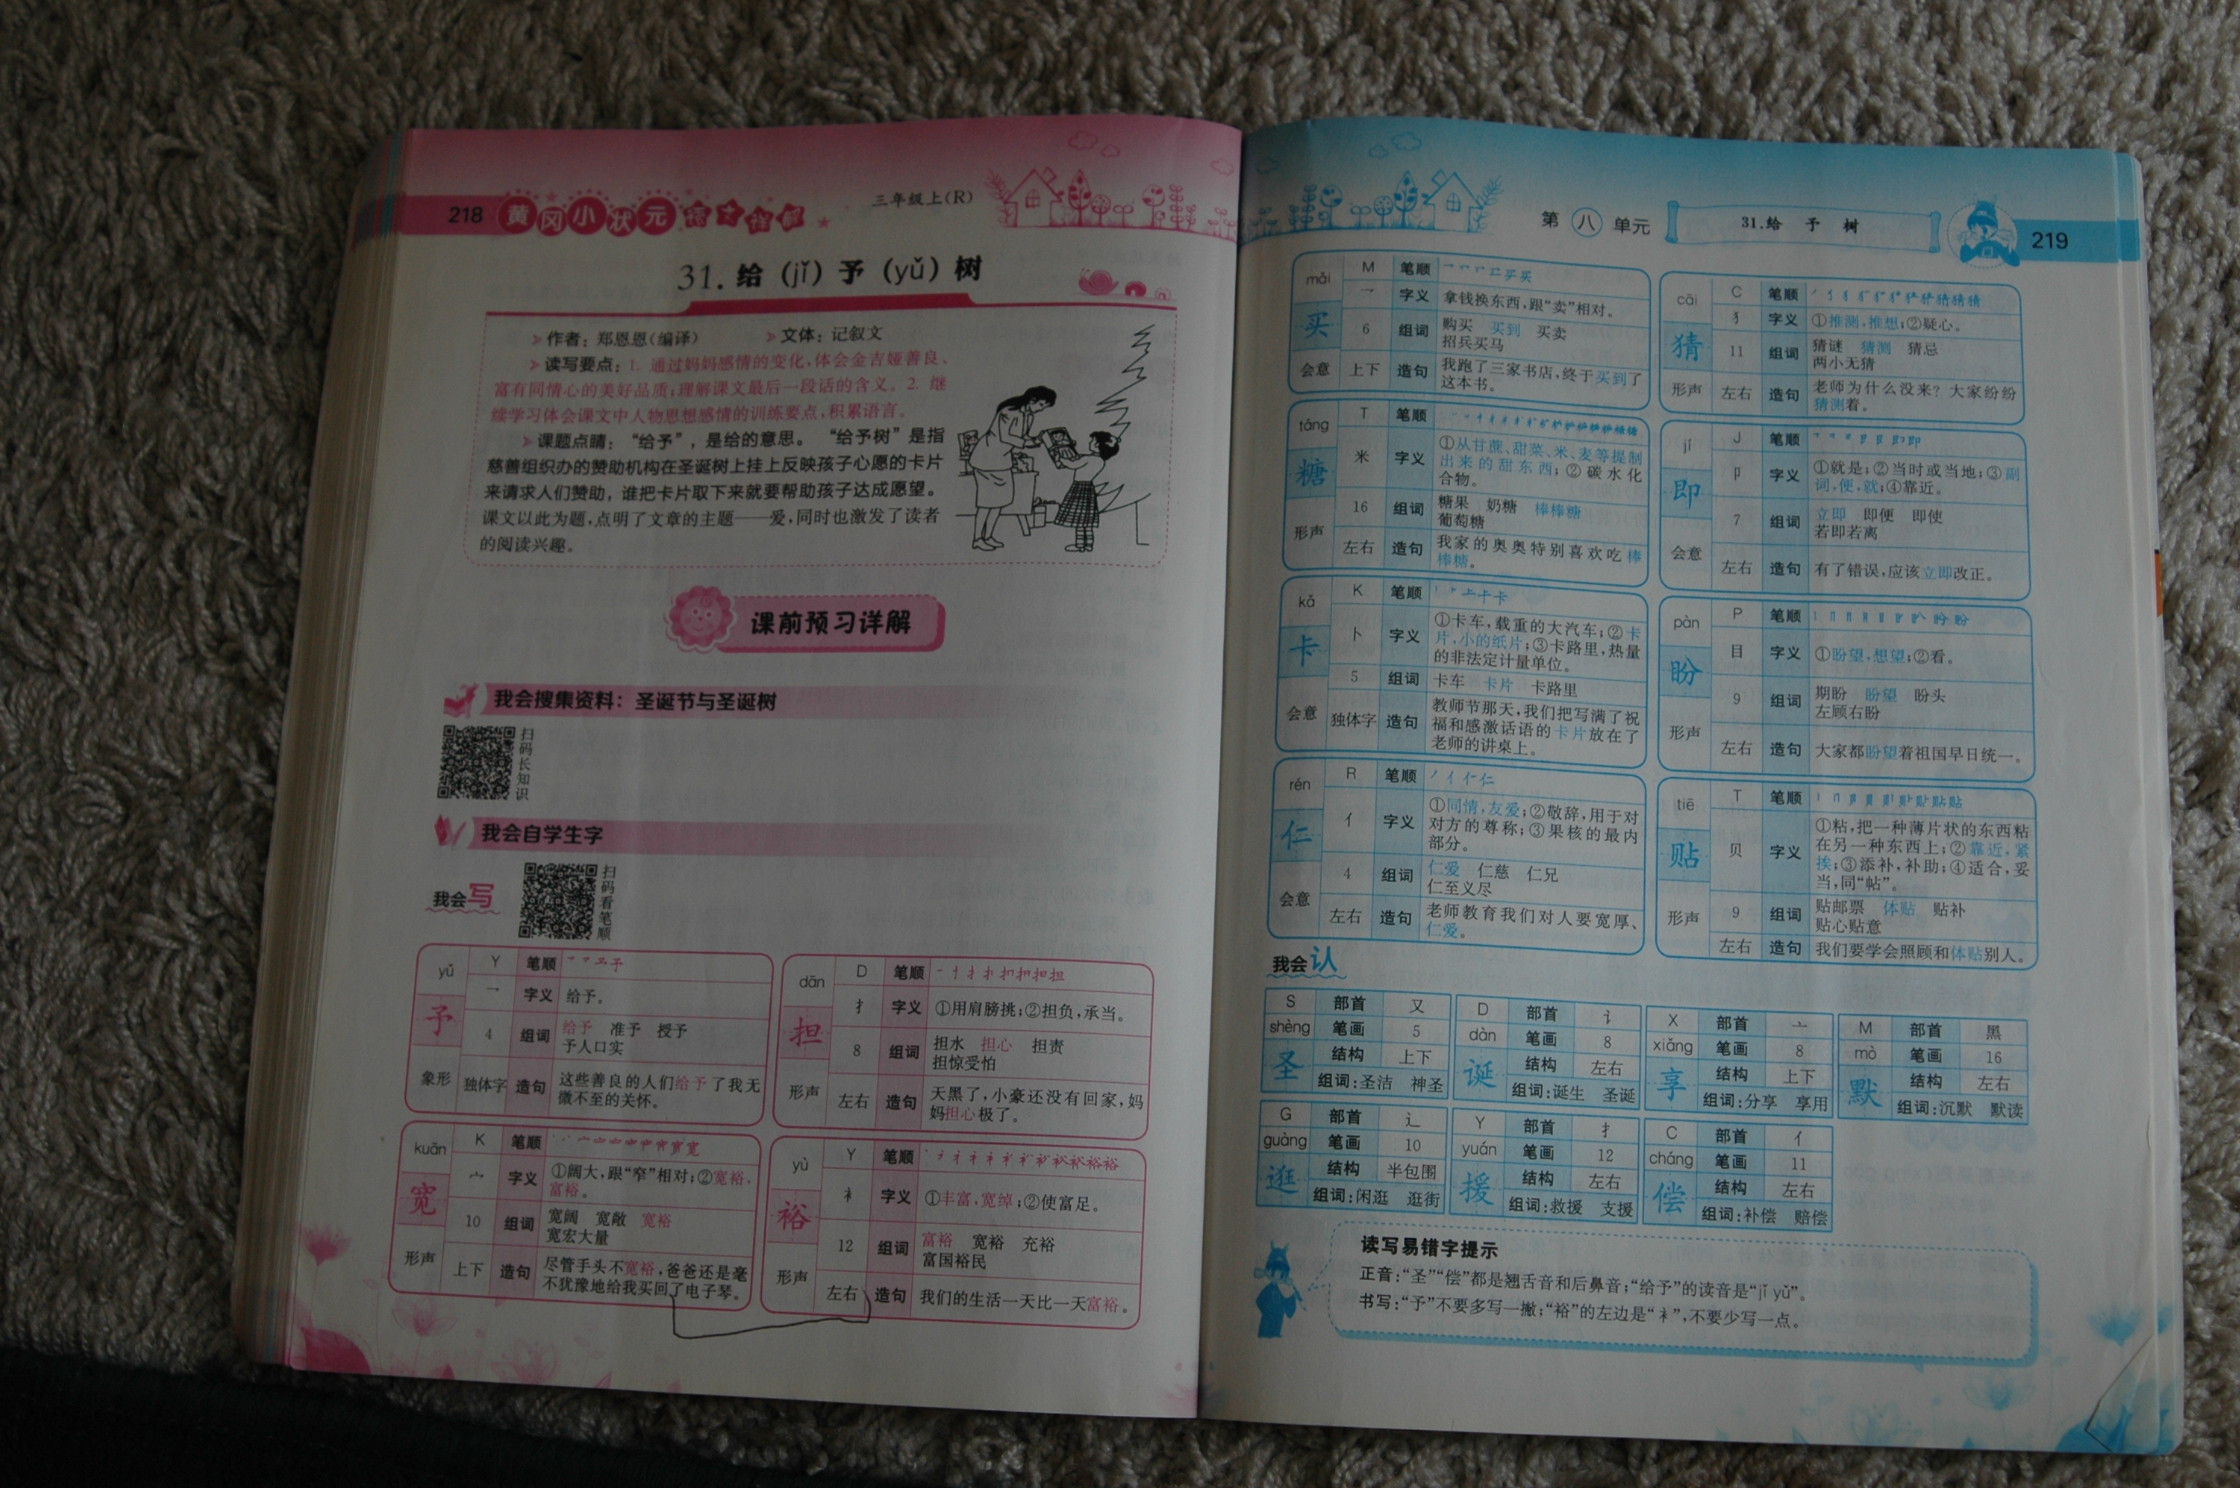 218 黄冈小状元 三年级上(R)
31.给(jǐ)予(yǔ)树
作者:郑恩恩(编译) 文体:记叙文
读写要点:1. 通过妈妈感情的变化,体会金吉娅善良、
富有同情心的美好品质;理解课文最后一段话的含义。2. 继
续学习体会课文中人物思想感情的训练要点,积累语言。
课题点睛:“给予”,是给的意思。“给予树”是指
慈善组织办的赞助机构在圣诞树上挂上反映孩子心愿的卡片
来请求人们赞助,谁把卡片取下来就要帮助孩子达成愿望。
课文以此为题,点明了文章的主题——爱,同时也激发了读者
的阅读兴趣。
课前预习详解
我会搜集资料:圣诞节与圣诞树
扫码长知识
我会自学生字
我会写
扫码看笔顺
yǔ Y 笔顺
予 一 字义 给予。
4 组词 给予 准予 授予
予人口实
象形 独体字 造句 这些善良的人们给予了我无
微不至的关怀。
dān D 笔顺
担 扌 字义 ①用肩膀挑;②担负,承当。
8 组词 担水 担心 担责
担惊受怕
形声 左右 造句 天黑了,小豪还没有回家,妈
妈担心极了。
kuān K 笔顺
宽 宀 字义 ①阔大,跟“窄”相对;②宽裕,
富裕。
10 组词 宽阔 宽敞 宽裕
宽宏大量
形声 上下 造句 尽管手头不宽裕,爸爸还是毫
不犹豫地给我买回了电子琴。
yù Y 笔顺
裕 衤 字义 ①丰富,宽绰;②使富足。
12 组词 富裕 宽裕 充裕
富国裕民
形声 左右 造句 我们的生活一天比一天富裕。
第八单元 31.给予树 219
mǎi M 笔顺
买 字义 拿钱换东西,跟“卖”相对。
6 组词 购买 买到 买卖
招兵买马
会意 上下 造句 我跑了三家书店,终于买到了
这本书。
cāi C 笔顺
猜 犭 字义 ①推测,推想;②疑心。
11 组词 猜谜 猜测 猜忌
两小无猜
形声 左右 造句 老师为什么没来?大家纷纷
猜测着。
táng T 笔顺
糖 米 字义 ①从甘蔗、甜菜、米、麦等提制
出来的甜东西;②碳水化
合物。
16 组词 糖果 奶糖 棒棒糖
葡萄糖
形声 左右 造句 我家的奥奥特别喜欢吃棒
棒糖。
jí J 笔顺
即 卩 字义 ①就是;②当时或当地;③副
词,便,就;④靠近。
7 组词 立即 即便 即使
若即若离
会意 左右 造句 有了错误,应该立即改正。
kǎ K 笔顺
卡 卜 字义 ①卡车,载重的大汽车;②卡
片,小的纸片;③卡路里,热量
的非法定计量单位。
5 组词 卡车 卡片 卡路里
会意 独体字 造句 教师节那天,我们把写满了祝
福和感激话语的卡片放在了
老师的讲桌上。
pàn P 笔顺
盼 目 字义 ①盼望,想望;②看。
9 组词 期盼 盼望 盼头
左顾右盼
形声 左右 造句 大家都盼望着祖国早日统一。
rén R 笔顺
仁 亻 字义 ①同情,友爱;②敬辞,用于对
对方的尊称;③果核的最内
部分。
4 组词 仁爱 仁慈 仁兄
仁至义尽
会意 左右 造句 老师教育我们对人要宽厚、
仁爱。
tiē T 笔顺
贴 贝 字义 ①粘,把一种薄片状的东西粘
在另一种东西上;②靠近,紧
挨;③添补,补助;④适合,妥
当,同“帖”。
9 组词 贴邮票 体贴 贴补
贴心贴意
形声 左右 造句 我们要学会照顾和体贴别人。
我会认
S 部首 又
shèng 笔画 5
圣 结构 上下
组词:圣洁 神圣
D 部首 讠
dàn 笔画 8
诞 结构 左右
组词:诞生 圣诞
X 部首 亠
xiǎng 笔画 8
享 结构 上下
组词:分享 享用
M 部首 黑
mò 笔画 16
默 结构 左右
组词:沉默 默读
G 部首 辶
guàng 笔画 10
逛 结构 半包围
组词:闲逛 逛街
Y 部首 扌
yuán 笔画 12
援 结构 左右
组词:救援 支援
C 部首 亻
cháng 笔画 11
偿 结构 左右
组词:补偿 赔偿
读写易错字提示
正音:“圣”“偿”都是翘舌音和后鼻音;“给予”的读音是“jǐ yǔ”。
书写:“予”不要多写一撇;“裕”的左边是“衤”,不要少写一点。